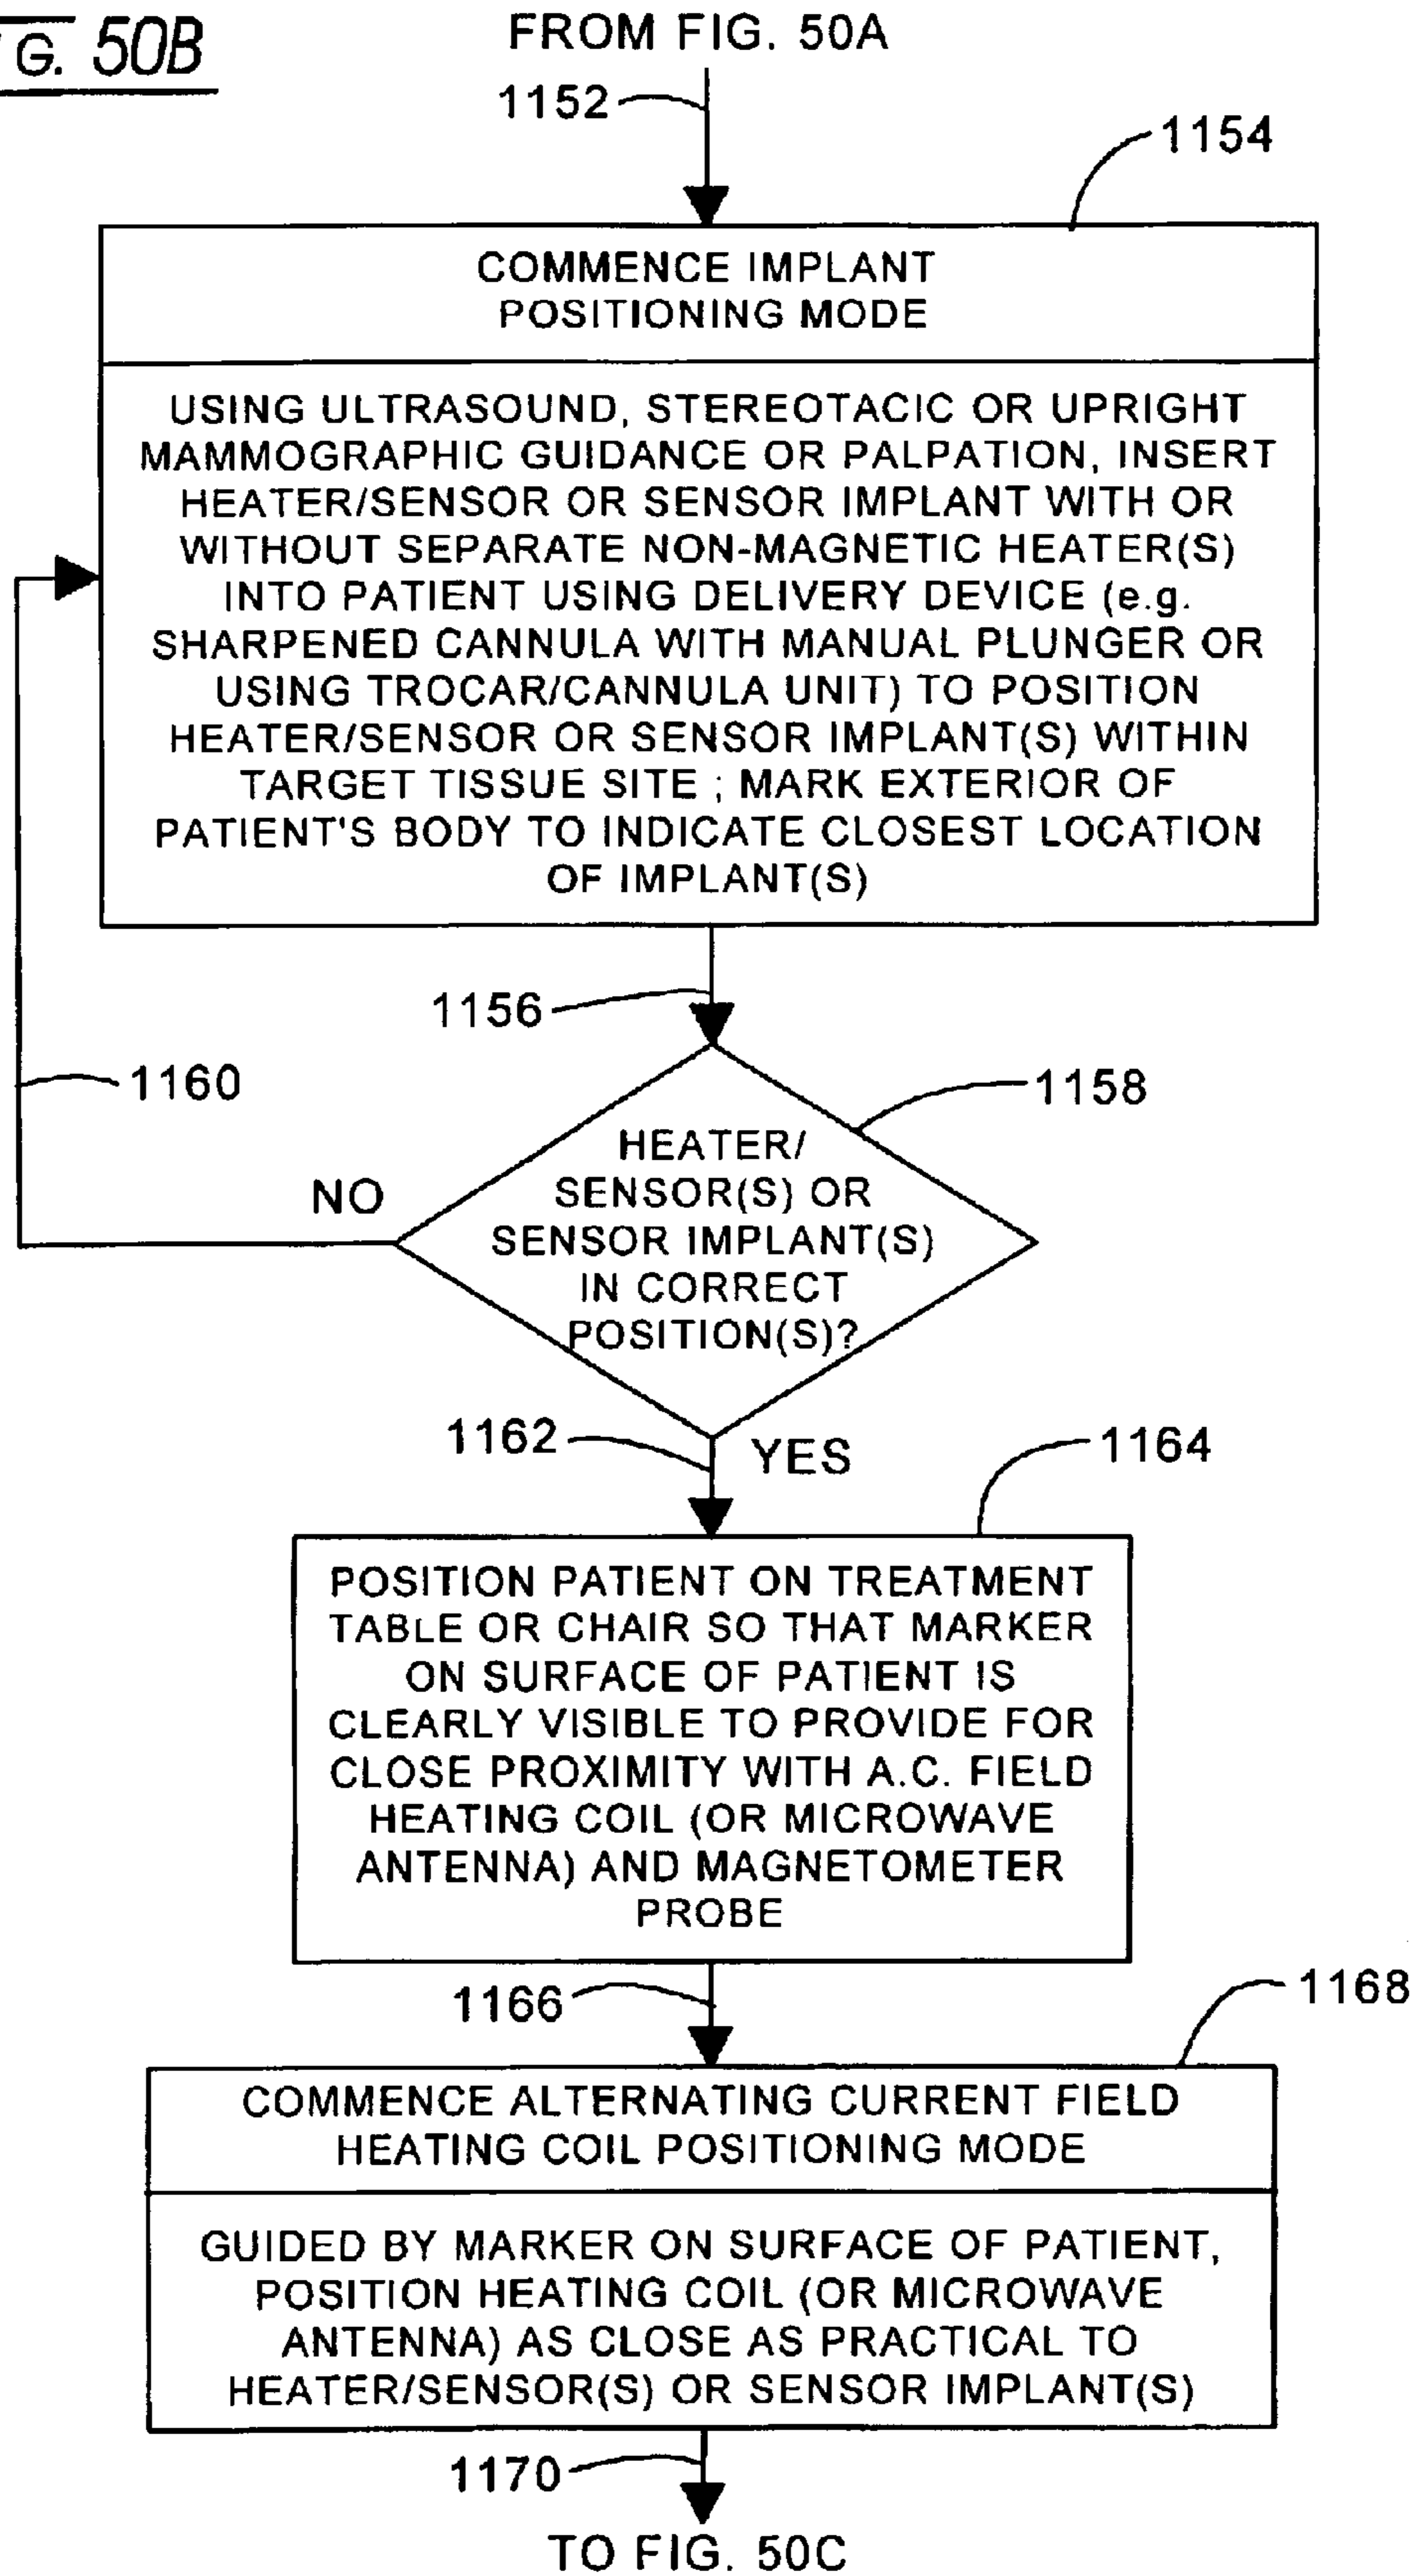 G. 50B
FROM FIG. 50A
1152
1154
COMMENCE IMPLANT
POSITIONING MODE
USING ULTRASOUND, STEREOTACIC OR UPRIGHT
MAMMOGRAPHIC GUIDANCE OR PALPATION, INSERT
HEATER/SENSOR OR SENSOR IMPLANT WITH OR
WITHOUT SEPARATE NON-MAGNETIC HEATER(S)
INTO PATIENT USING DELIVERY DEVICE (e.g.
SHARPENED CANNULA WITH MANUAL PLUNGER OR
USING TROCAR/CANNULA UNIT) TO POSITION
HEATER/SENSOR OR SENSOR IMPLANT(S) WITHIN
TARGET TISSUE SITE ; MARK EXTERIOR OF
PATIENT'S BODY TO INDICATE CLOSEST LOCATION
OF IMPLANT(S)
1156
1160
1158
HEATER/
SENSOR(S) OR
SENSOR IMPLANT(S)
IN CORRECT
POSITION(S)?
NO
1162
YES
1164
POSITION PATIENT ON TREATMENT
TABLE OR CHAIR SO THAT MARKER
ON SURFACE OF PATIENT IS
CLEARLY VISIBLE TO PROVIDE FOR
CLOSE PROXIMITY WITH A.C. FIELD
HEATING COIL (OR MICROWAVE
ANTENNA) AND MAGNETOMETER
PROBE
1166
1168
COMMENCE ALTERNATING CURRENT FIELD
HEATING COIL POSITIONING MODE
GUIDED BY MARKER ON SURFACE OF PATIENT,
POSITION HEATING COIL (OR MICROWAVE
ANTENNA) AS CLOSE AS PRACTICAL TO
HEATER/SENSOR(S) OR SENSOR IMPLANT(S)
1170
TO FIG. 50C